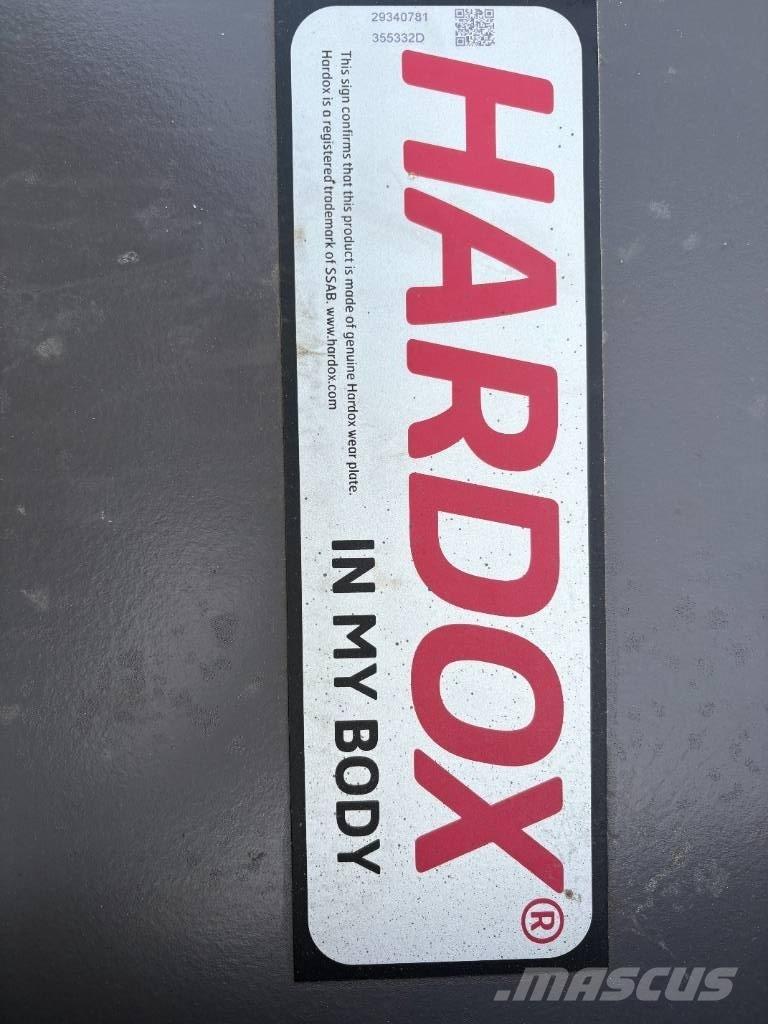 29340781
355332D
HARDOX®
IN MY BODY
This sign confirms that this product is made of genuine Hardox wear plate.
Hardox is a registered trademark of SSAB. www.hardox.com
.MASCUS